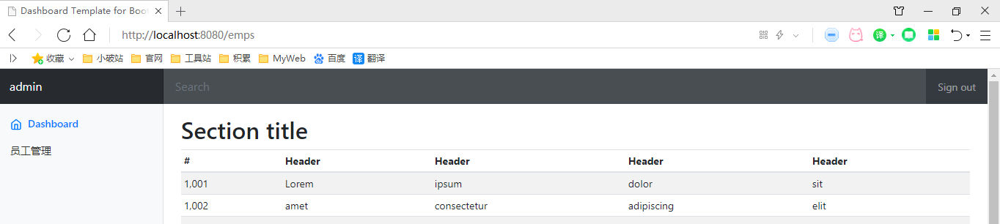 Dashboard Template for Boot
http://localhost:8080/emps
译
收藏 小破站 官网 工具站 积累 MyWeb 百度 译 翻译
admin Search Sign out
Dashboard
员工管理
Section title
# Header Header Header Header
1,001 Lorem ipsum dolor sit
1,002 amet consectetur adipiscing elit